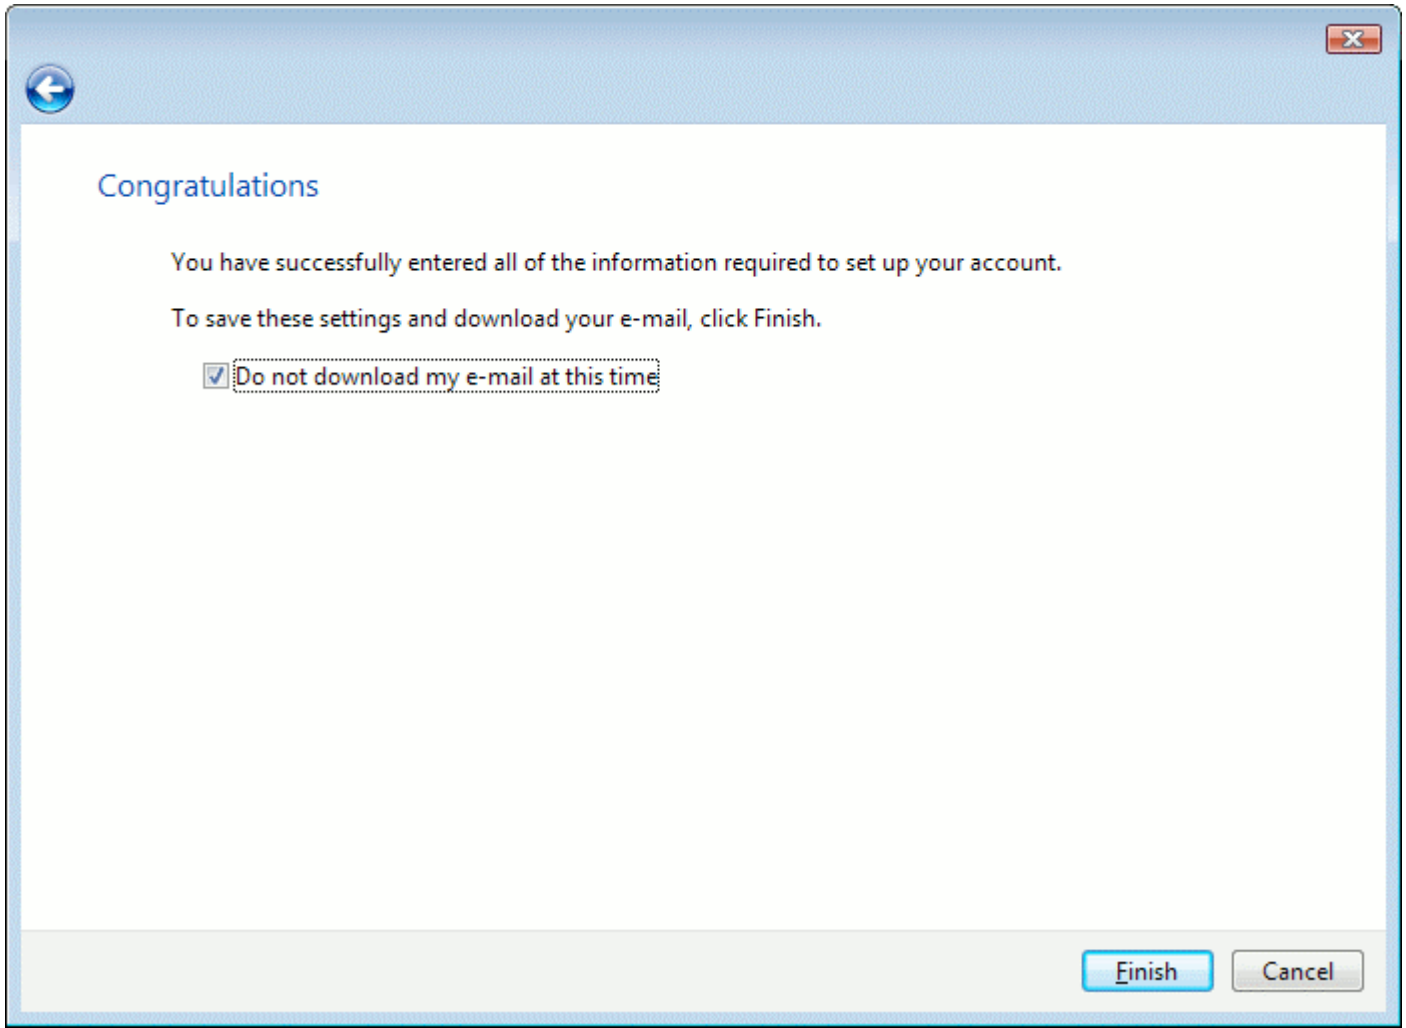 Congratulations
You have successfully entered all of the information required to set up your account.
To save these settings and download your e-mail, click Finish.
Do not download my e-mail at this time
Finish
Cancel